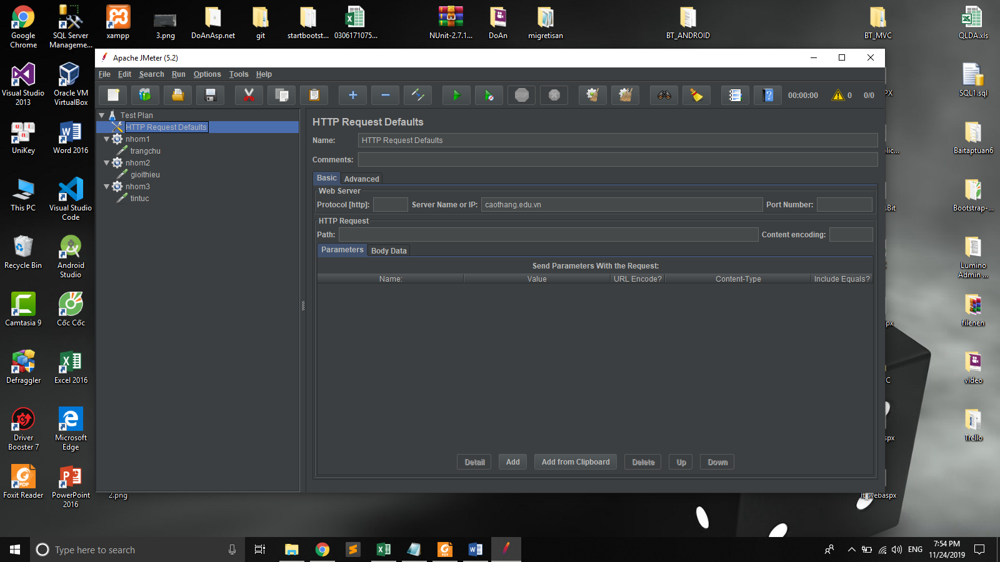 Google
Chrome
SQL Server
Manageme...
xampp
3.png
DoAnAsp.net
git
startbootst...
0306171075...
NUnit-2.7.1...
DoAn
migretisan
BT_ANDROID
BT_MVC
QLDA.xls
Apache JMeter (5.2)
File Edit Search Run Options Tools Help
STOP
00:00:00
0
0/0
Test Plan
HTTP Request Defaults
nhom1
trangchu
nhom2
gioithieu
nhom3
tintuc
HTTP Request Defaults
Name: HTTP Request Defaults
Comments:
Basic Advanced
Web Server
Protocol [http]: Server Name or IP: caothang.edu.vn Port Number:
HTTP Request
Path: Content encoding:
Parameters Body Data
Send Parameters With the Request:
Name: Value URL Encode? Content-Type Include Equals?
Detail Add Add from Clipboard Delete Up Down
Visual Studio
2013
Oracle VM
VirtualBox
PX
SQL1.sql
UniKey
Word 2016
lic...
Baitaptuan6
This PC
Visual Studio
Code
sBit
Bootstrap-...
Recycle Bin
Android
Studio
Lumino
Admin ...
Camtasia 9
Cốc Cốc
px
filenen
Defraggler
Excel 2016
C
video
Driver
Booster 7
Microsoft
Edge
spx
Trello
Foxit Reader
PowerPoint
2016
2.png
lt_webaspx
Type here to search
ENG
7:54 PM
11/24/2019